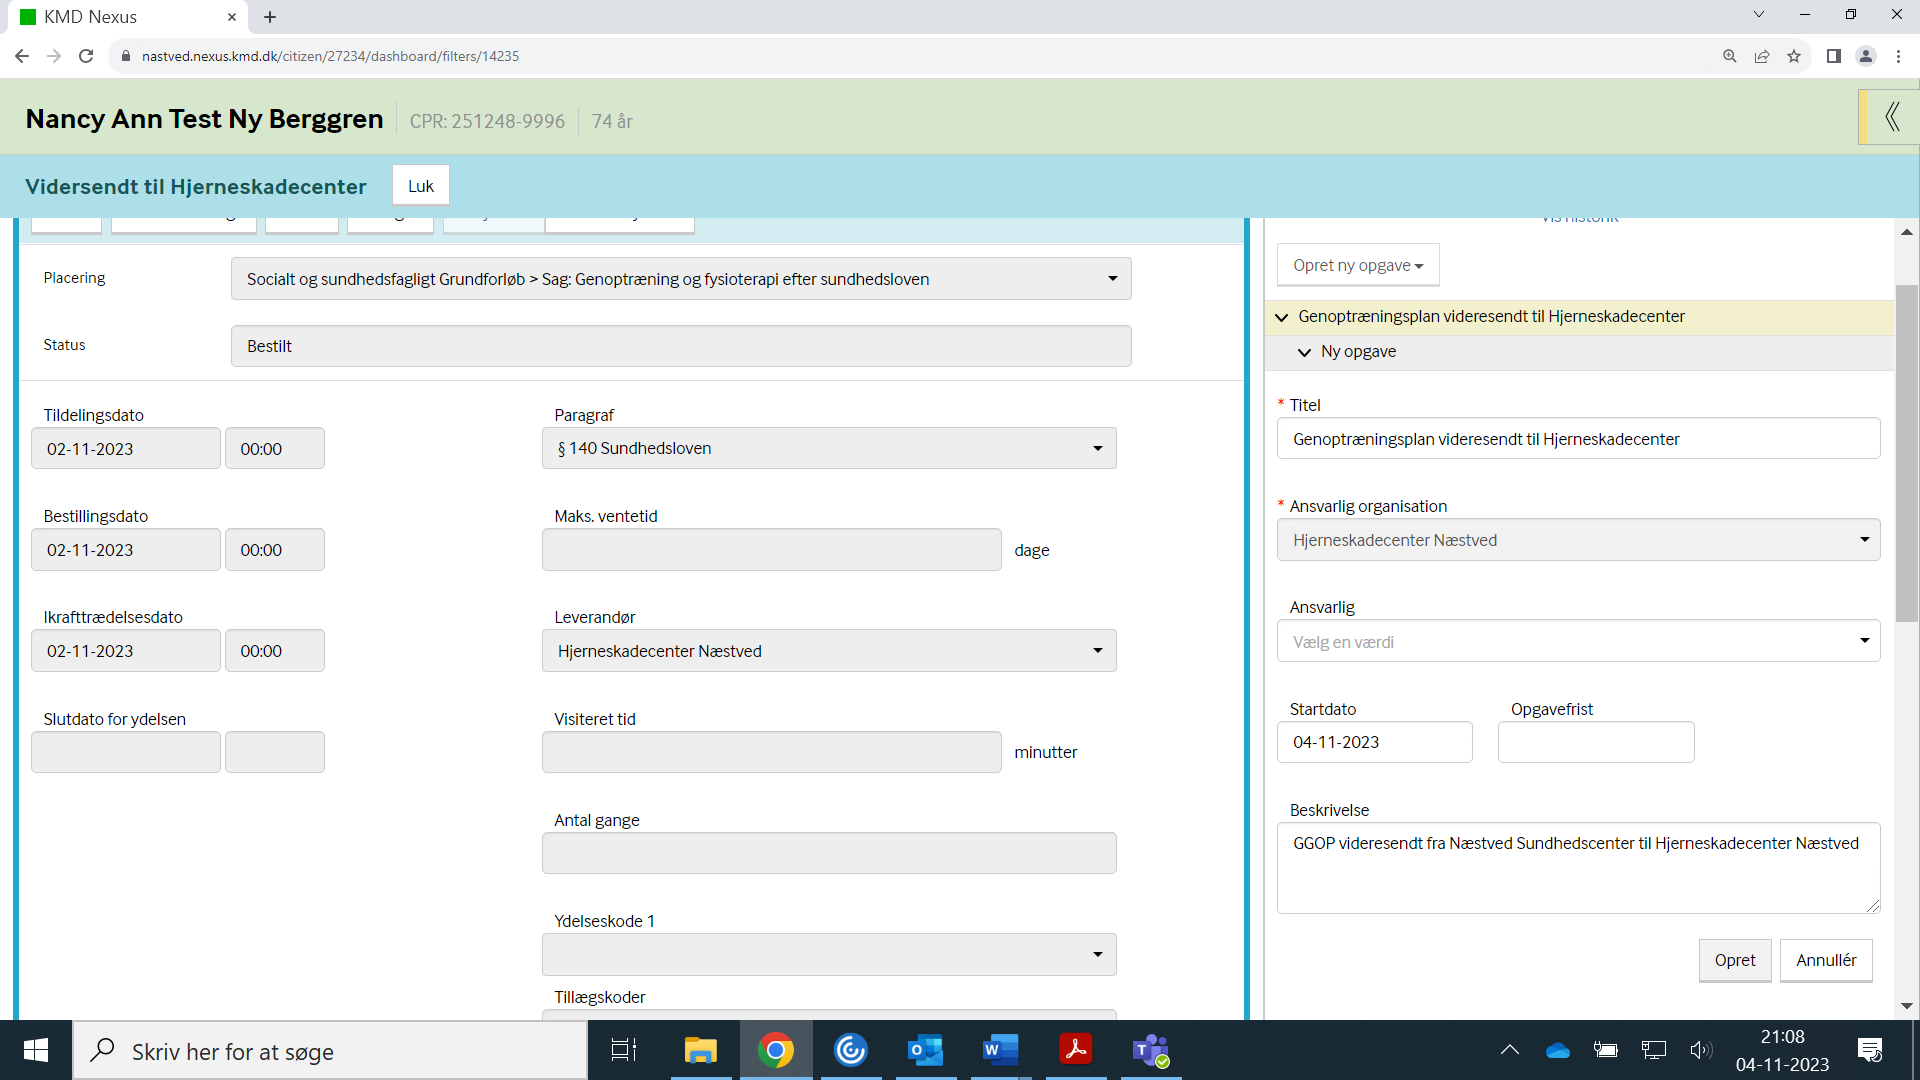 KMD Nexus
nastved.nexus.kmd.dk/citizen/27234/dashboard/filters/14235
Nancy Ann Test Ny Berggren CPR: 251248-9996 74 år
Vidersendt til Hjerneskadecenter Luk
Vis historik
Placering Socialt og sundhedsfagligt Grundforløb > Sag: Genoptræning og fysioterapi efter sundhedsloven
Status Bestilt
Tildelingsdato
02-11-2023 00:00
Bestillingsdato
02-11-2023 00:00
Ikrafttrædelsesdato
02-11-2023 00:00
Slutdato for ydelsen
Paragraf
§ 140 Sundhedsloven
Maks. ventetid
dage
Leverandør
Hjerneskadecenter Næstved
Visiteret tid
minutter
Antal gange
Ydelseskode 1
Tillægskoder
Opret ny opgave
Genoptræningsplan videresendt til Hjerneskadecenter
Ny opgave
* Titel
Genoptræningsplan videresendt til Hjerneskadecenter
* Ansvarlig organisation
Hjerneskadecenter Næstved
Ansvarlig
Vælg en værdi
Startdato Opgavefrist
04-11-2023
Beskrivelse
GGOP videresendt fra Næstved Sundhedscenter til Hjerneskadecenter Næstved
Opret Annullér
Skriv her for at søge
21:08
04-11-2023